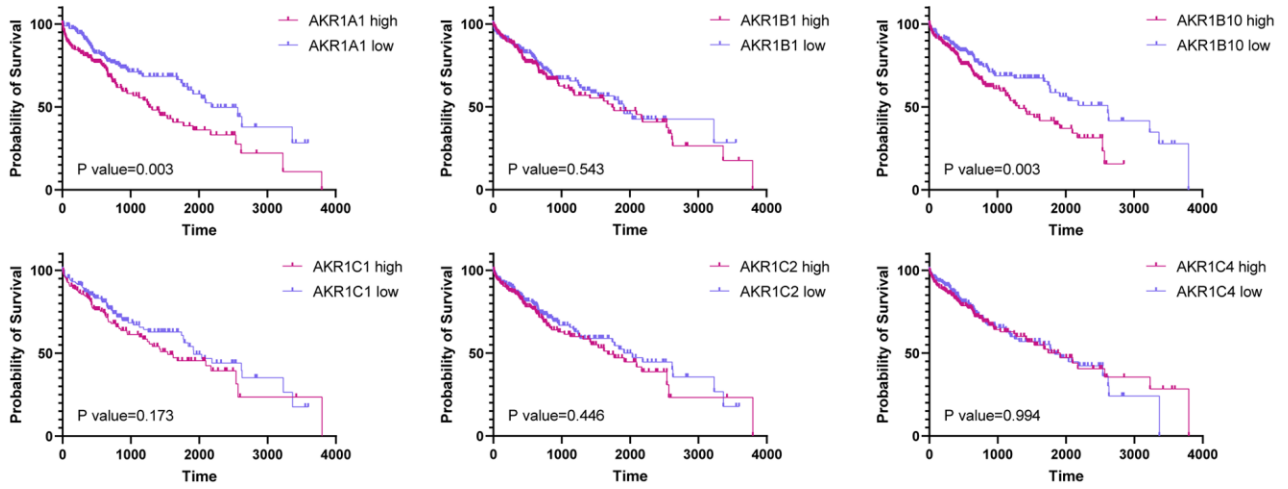 AKR1A1 high
AKR1A1 low
100
50
0
Probability of Survival
P value=0.003
0 1000 2000 3000 4000
Time
AKR1B1 high
AKR1B1 low
100
50
0
Probability of Survival
P value=0.543
0 1000 2000 3000 4000
Time
AKR1B10 high
AKR1B10 low
100
50
0
Probability of Survival
P value=0.003
0 1000 2000 3000 4000
Time
AKR1C1 high
AKR1C1 low
100
50
0
Probability of Survival
P value=0.173
0 1000 2000 3000 4000
Time
AKR1C2 high
AKR1C2 low
100
50
0
Probability of Survival
P value=0.446
0 1000 2000 3000 4000
Time
AKR1C4 high
AKR1C4 low
100
50
0
Probability of Survival
P value=0.994
0 1000 2000 3000 4000
Time